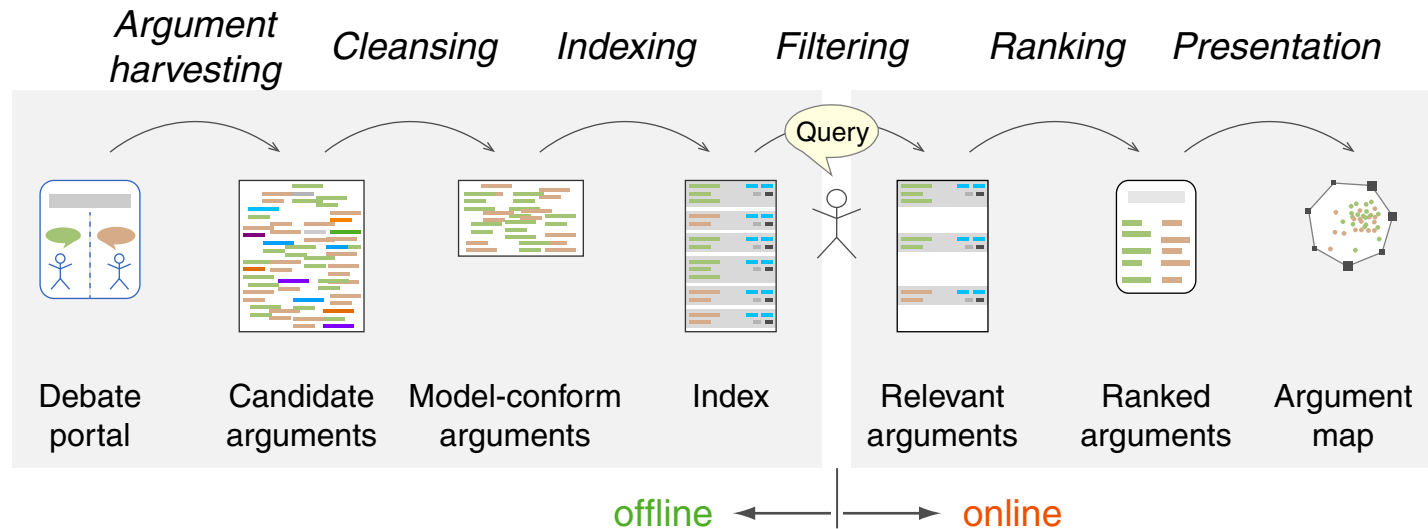 Argument
harvesting
Cleansing
Indexing
Filtering
Ranking
Presentation
Query
Debate
portal
Candidate
arguments
Model-conform
arguments
Index
Relevant
arguments
Ranked
arguments
Argument
map
offline
online